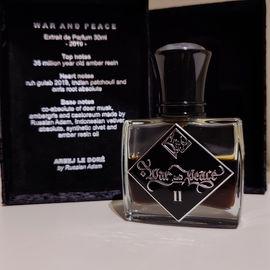 WAR AND PEACE
Extrait de Parfum 30ml
- 2019 -
Top notes
35 million year old amber resin
Heart notes
ruh gulab 2019, Indian patchouli and
orris root absolute
Base notes
co-absolute of deer musk,
ambergris and castoreum made by
Russian Adam, Indonesian vetiver
absolute, synthetic civet and
amber resin oil
AREEJ LE DORÉ
by Russian Adam
War and Peace
II